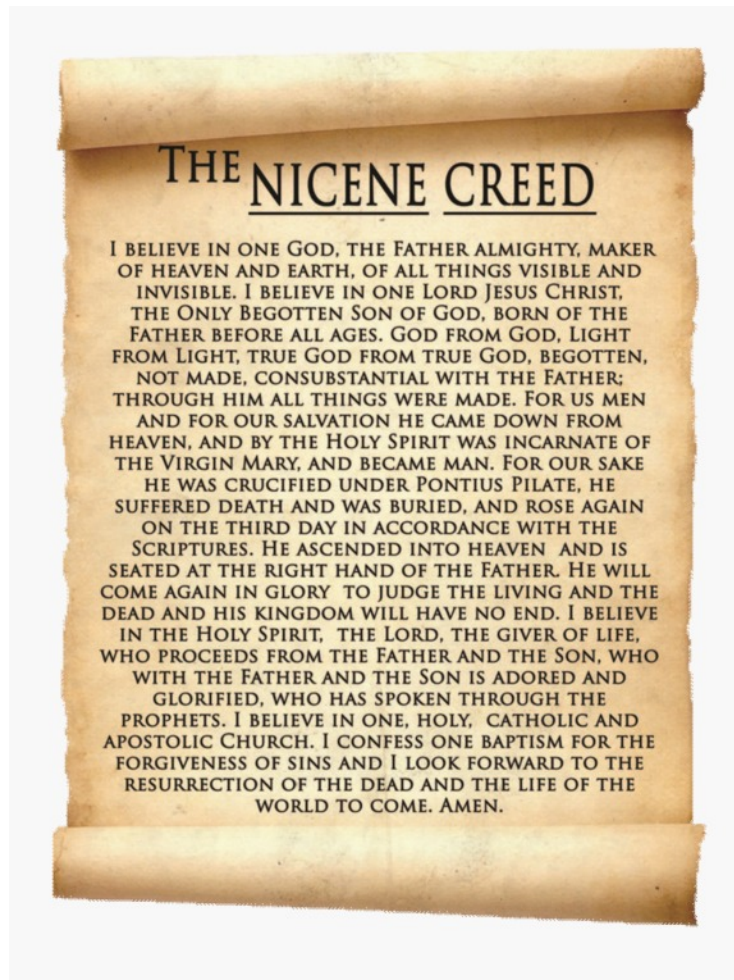 THE NICENE CREED
I BELIEVE IN ONE GOD, THE FATHER ALMIGHTY, MAKER
OF HEAVEN AND EARTH, OF ALL THINGS VISIBLE AND
INVISIBLE. I BELIEVE IN ONE LORD JESUS CHRIST,
THE ONLY BEGOTTEN SON OF GOD, BORN OF THE
FATHER BEFORE ALL AGES. GOD FROM GOD, LIGHT
FROM LIGHT, TRUE GOD FROM TRUE GOD, BEGOTTEN,
NOT MADE, CONSUBSTANTIAL WITH THE FATHER;
THROUGH HIM ALL THINGS WERE MADE. FOR US MEN
AND FOR OUR SALVATION HE CAME DOWN FROM
HEAVEN, AND BY THE HOLY SPIRIT WAS INCARNATE OF
THE VIRGIN MARY, AND BECAME MAN. FOR OUR SAKE
HE WAS CRUCIFIED UNDER PONTIUS PILATE, HE
SUFFERED DEATH AND WAS BURIED, AND ROSE AGAIN
ON THE THIRD DAY IN ACCORDANCE WITH THE
SCRIPTURES. HE ASCENDED INTO HEAVEN AND IS
SEATED AT THE RIGHT HAND OF THE FATHER. HE WILL
COME AGAIN IN GLORY TO JUDGE THE LIVING AND THE
DEAD AND HIS KINGDOM WILL HAVE NO END. I BELIEVE
IN THE HOLY SPIRIT, THE LORD, THE GIVER OF LIFE,
WHO PROCEEDS FROM THE FATHER AND THE SON, WHO
WITH THE FATHER AND THE SON IS ADORED AND
GLORIFIED, WHO HAS SPOKEN THROUGH THE
PROPHETS. I BELIEVE IN ONE, HOLY, CATHOLIC AND
APOSTOLIC CHURCH. I CONFESS ONE BAPTISM FOR THE
FORGIVENESS OF SINS AND I LOOK FORWARD TO THE
RESURRECTION OF THE DEAD AND THE LIFE OF THE
WORLD TO COME. AMEN.